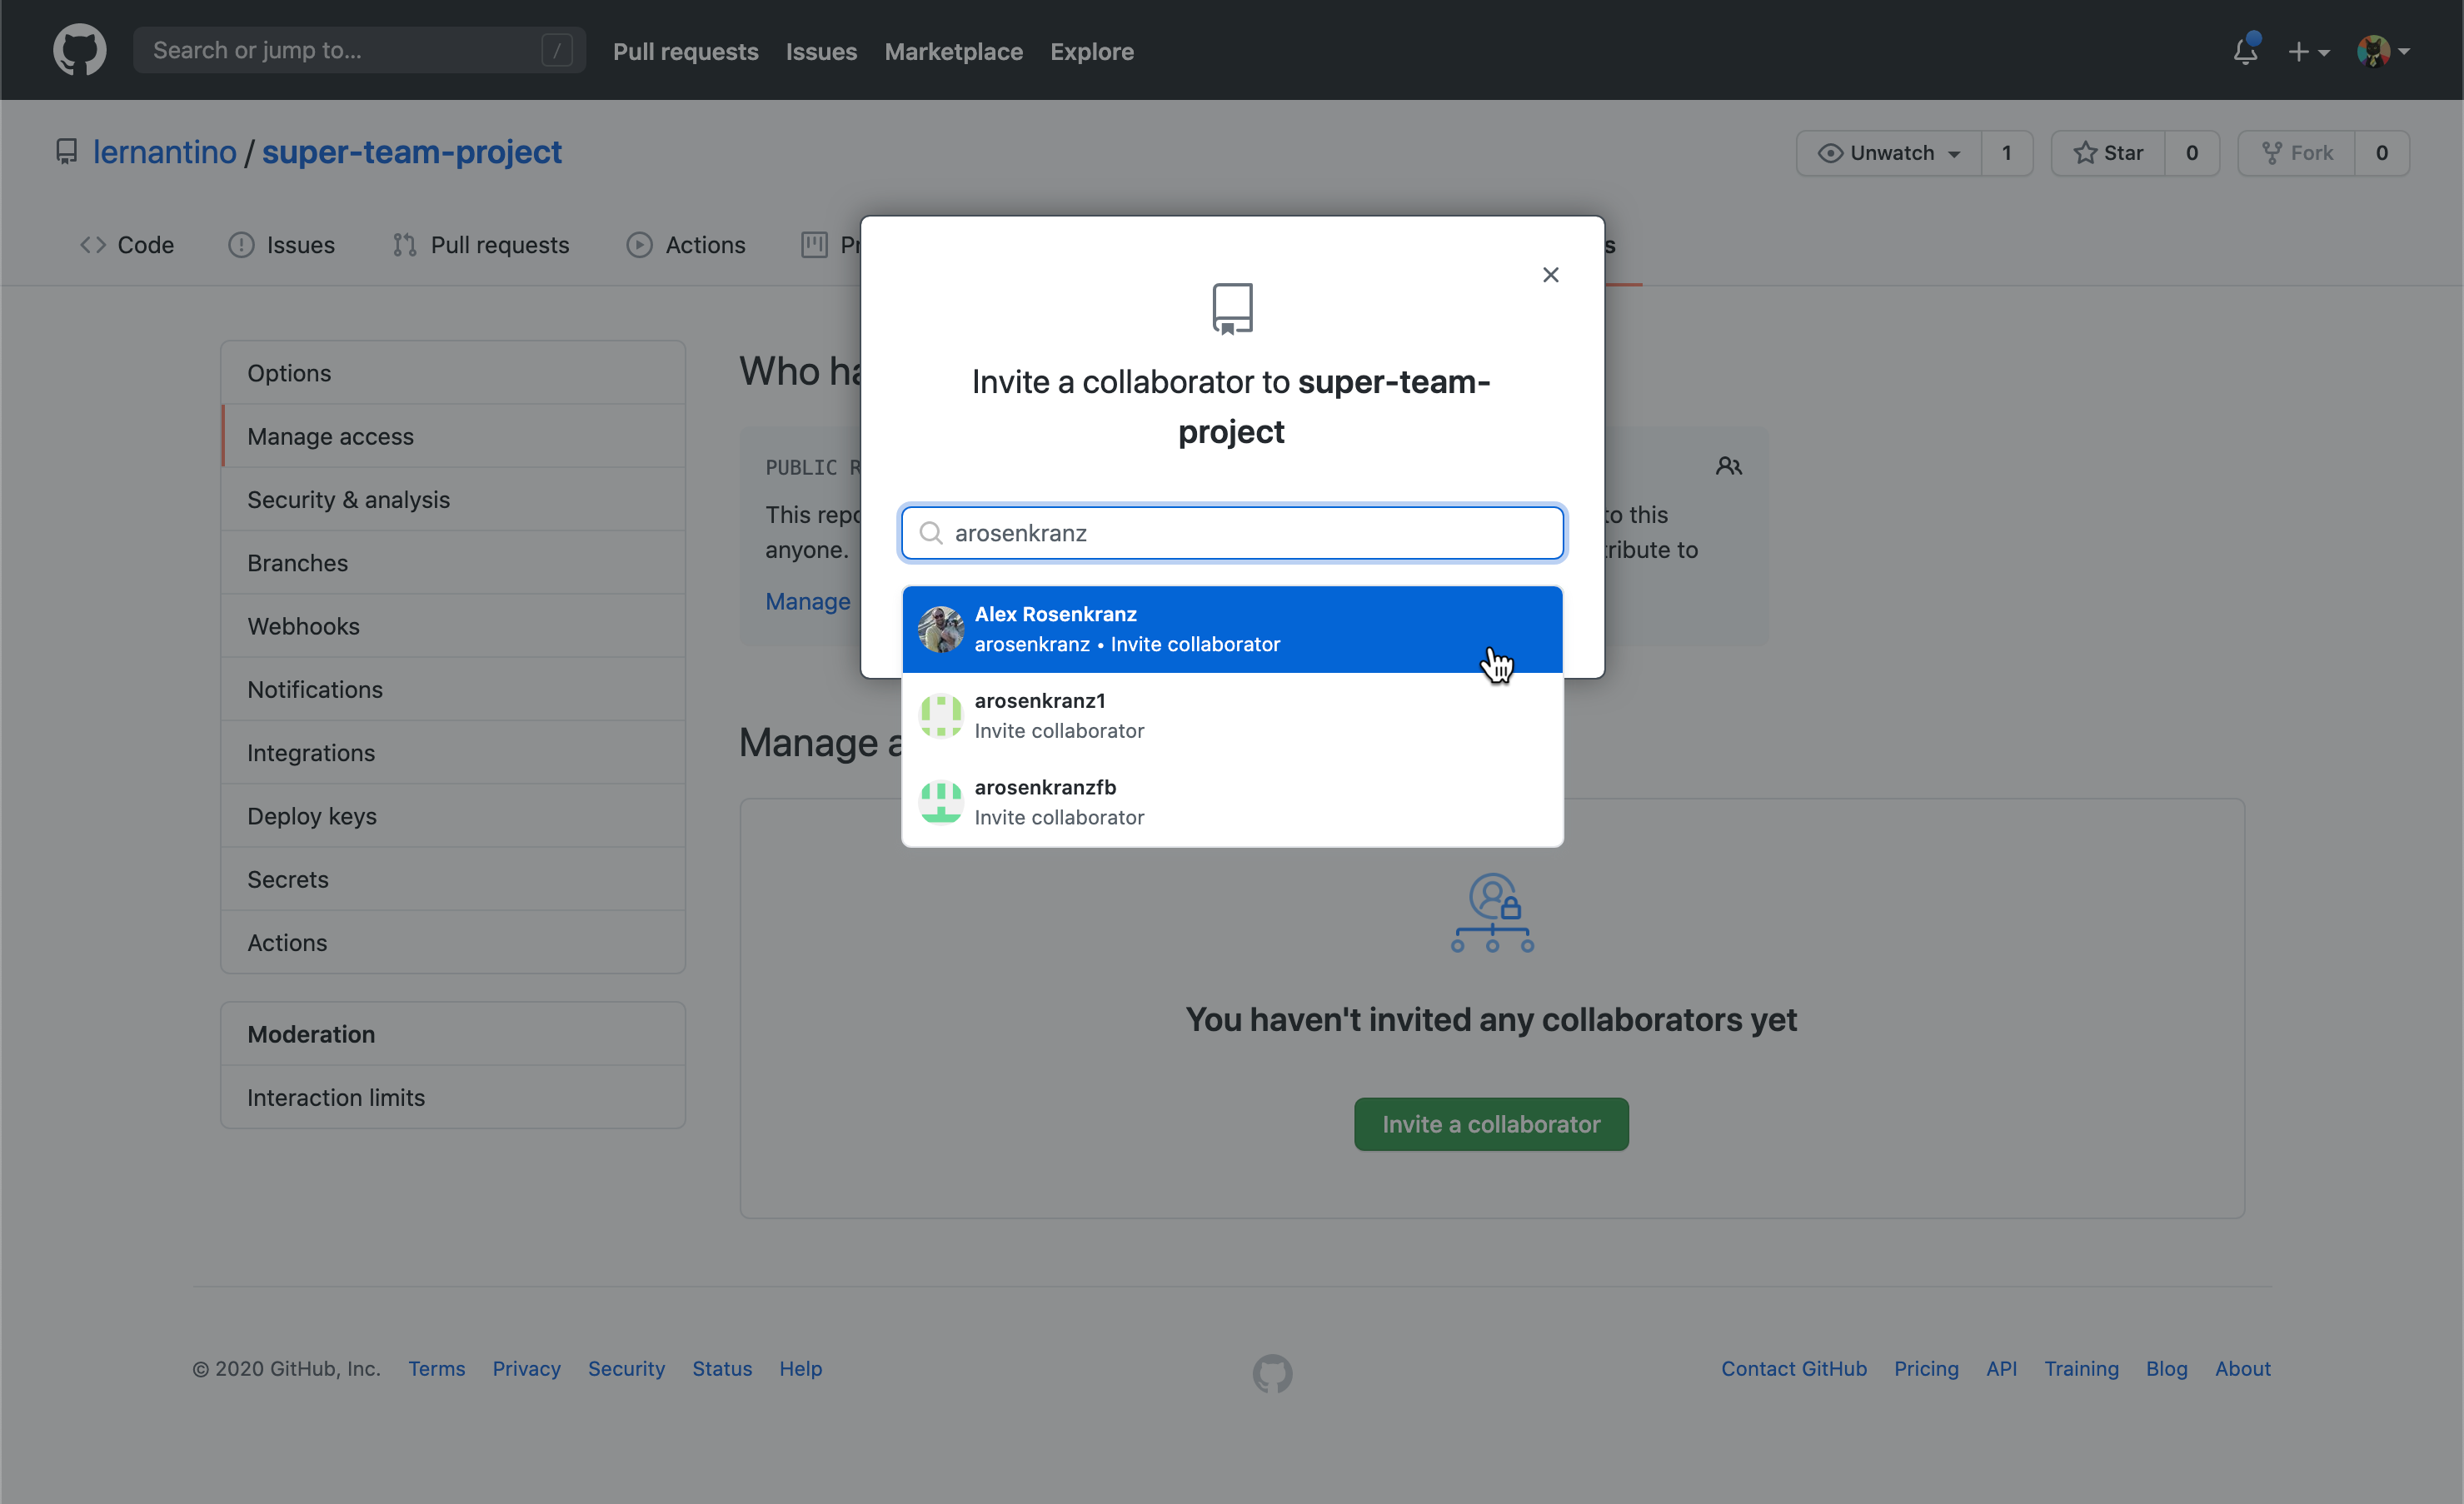 Search or jump to... /
Pull requests Issues Marketplace Explore
lernantino / super-team-project
Unwatch 1 Star 0 Fork 0
Code Issues Pull requests Actions
Options
Manage access
Security & analysis
Branches
Webhooks
Notifications
Integrations
Deploy keys
Secrets
Actions
Moderation
Interaction limits
Who
PUBLIC
This
to this
anyone.
to
Manage
Invite a collaborator to super-team-
project
arosenkranz
Alex Rosenkranz
arosenkranz • Invite collaborator
arosenkranz1
Invite collaborator
arosenkranzfb
Invite collaborator
Manage
You haven't invited any collaborators yet
Invite a collaborator
© 2020 GitHub, Inc. Terms Privacy Security Status Help
Contact GitHub Pricing API Training Blog About